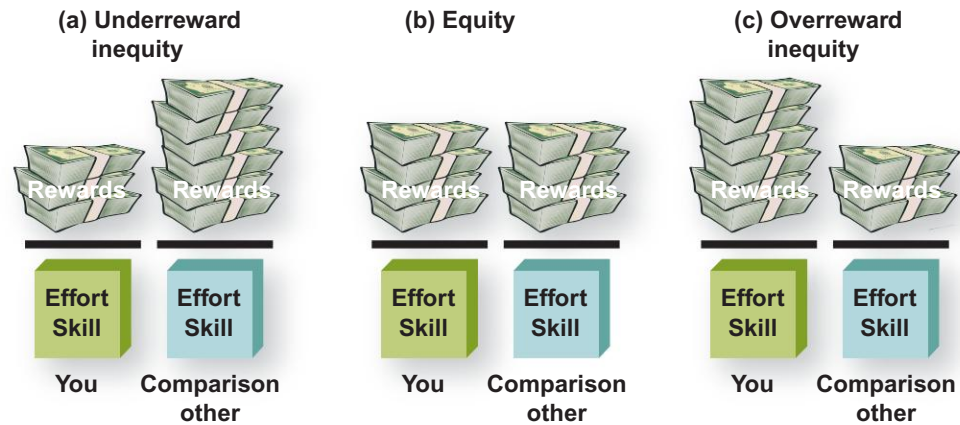 (a) Underreward
inequity
Rewards
Rewards
Effort
Skill
Effort
Skill
You
Comparison
other
(b) Equity
Rewards
Rewards
Effort
Skill
Effort
Skill
You
Comparison
other
(c) Overreward
inequity
Rewards
Rewards
Effort
Skill
Effort
Skill
You
Comparison
other